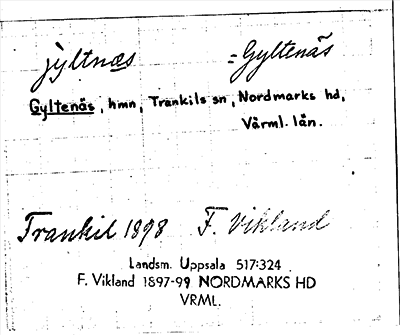 jyltnæs = Gyltenäs
Gyltenäs, hmn, Trankils sn, Nordmarks hd,
Värml. län.
Trankil 1898 F. Vikland
Landsm. Uppsala 517:324
F. Vikland 1897-99 NORDMARKS HD
VRML.